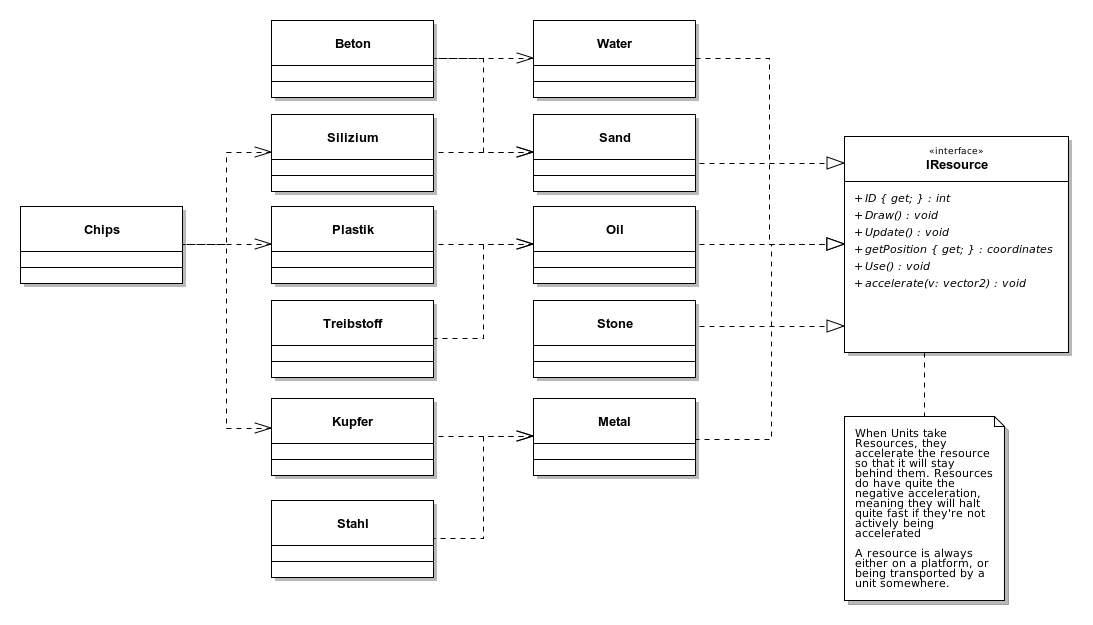 Beton
Water
Silizium
Sand
«interface»
IResource
+ ID { get; } : int
+ Draw() : void
+ Update() : void
+ getPosition { get; } : coordinates
+ Use() : void
+ accelerate(v: vector2) : void
Chips
Plastik
Oil
Treibstoff
Stone
Kupfer
Metal
Stahl
When Units take
Resources, they
accelerate the resource
so that it will stay
behind them. Resources
do have quite the
negative acceleration,
meaning they will halt
quite fast if they're not
actively being
accelerated
A resource is always
either on a platform, or
being transported by a
unit somewhere.